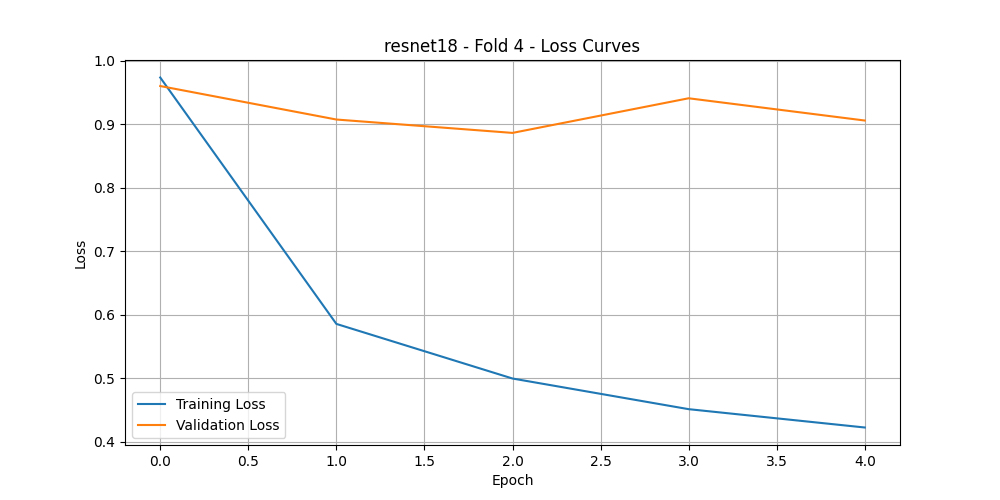 resnet18 - Fold 4 - Loss Curves
1.0
0.9
0.8
0.7
0.6
0.5
0.4
Loss
Training Loss
Validation Loss
0.0 0.5 1.0 1.5 2.0 2.5 3.0 3.5 4.0
Epoch